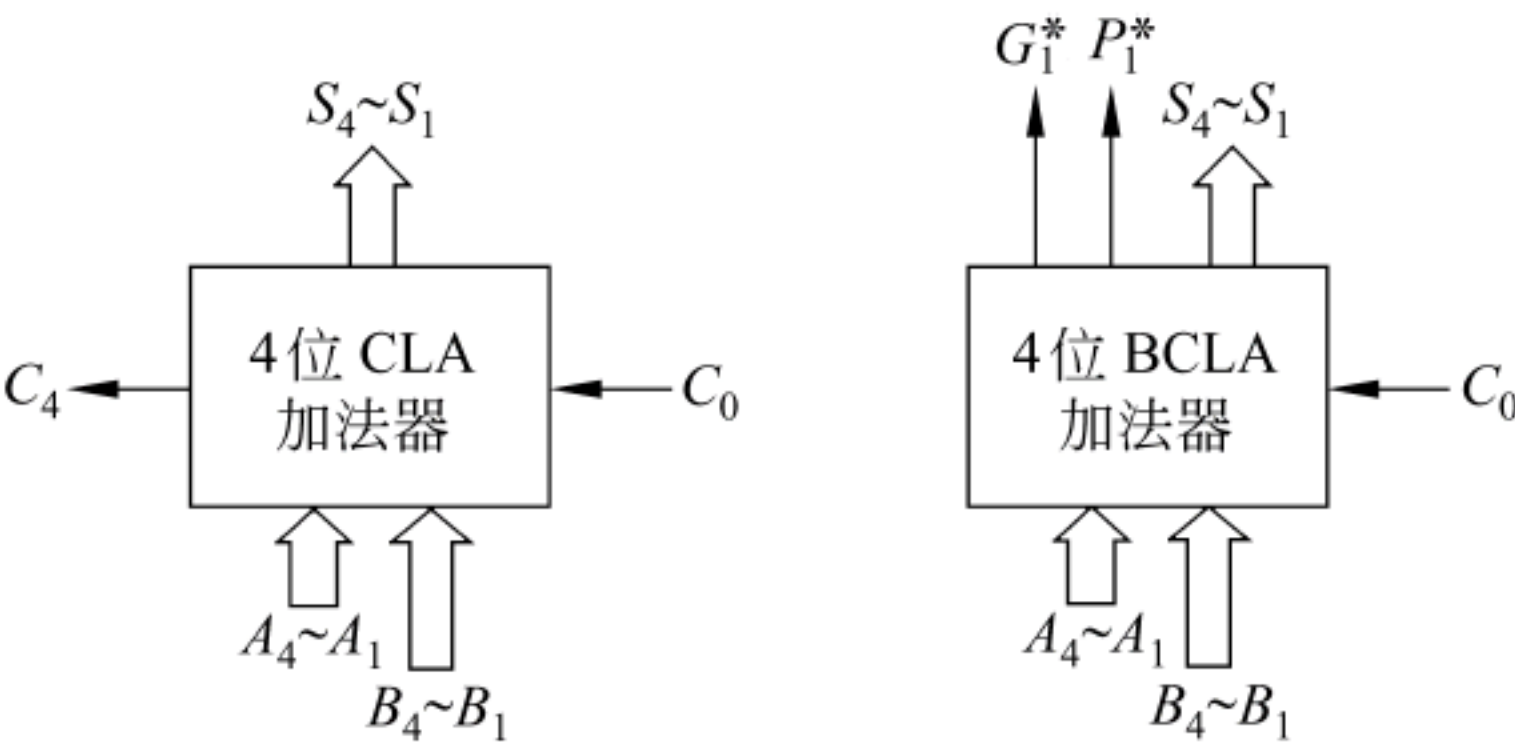 G₁* P₁*
S₄~S₁
S₄~S₁
4位 CLA
加法器
4位 BCLA
加法器
C₄
C₀
C₀
A₄~A₁
B₄~B₁
A₄~A₁
B₄~B₁